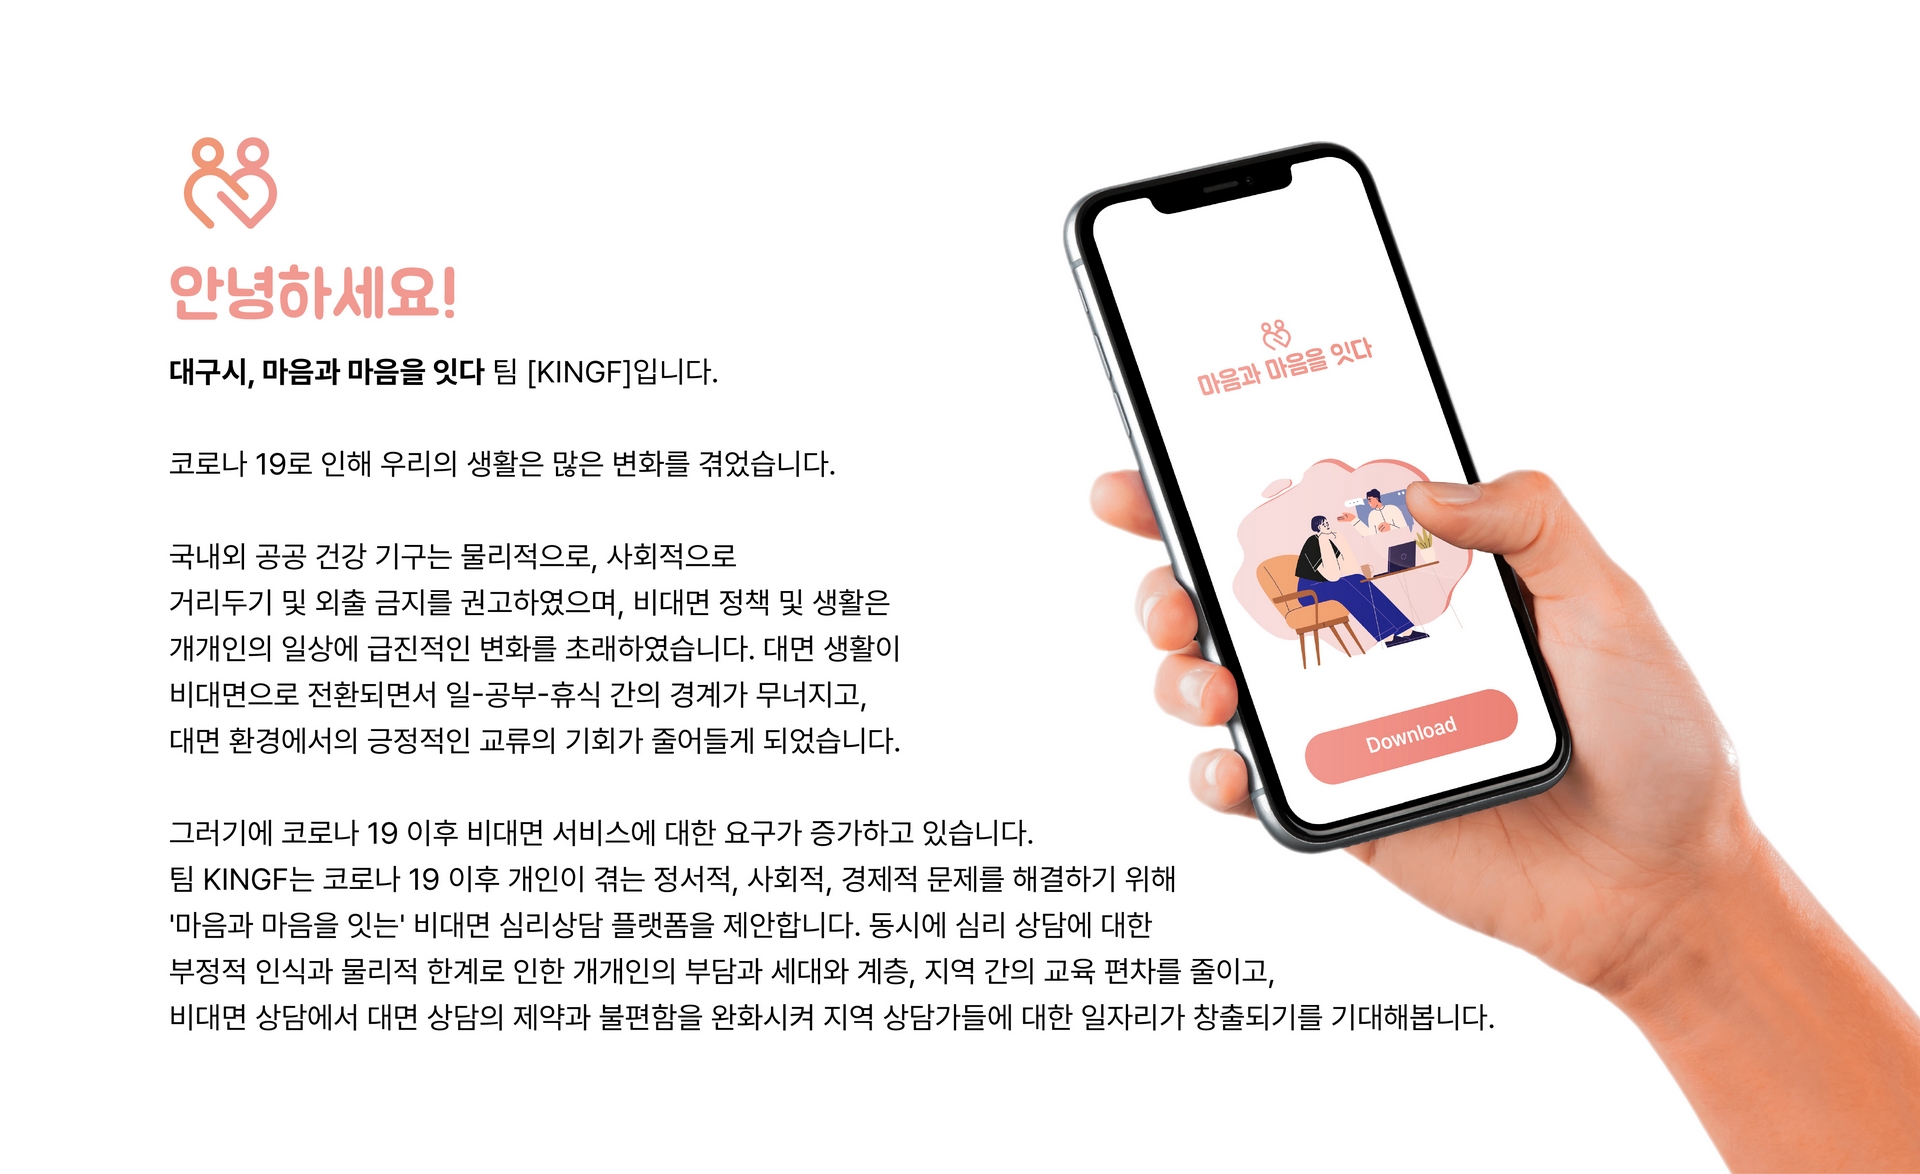 안녕하세요!
대구시, 마음과 마음을 잇다 팀 [KINGF]입니다.
코로나 19로 인해 우리의 생활은 많은 변화를 겪었습니다.
국내외 공공 건강 기구는 물리적으로, 사회적으로
거리두기 및 외출 금지를 권고하였으며, 비대면 정책 및 생활은
개개인의 일상에 급진적인 변화를 초래하였습니다. 대면 생활이
비대면으로 전환되면서 일-공부-휴식 간의 경계가 무너지고,
대면 환경에서의 긍정적인 교류의 기회가 줄어들게 되었습니다.
그러기에 코로나 19 이후 비대면 서비스에 대한 요구가 증가하고 있습니다.
팀 KINGF는 코로나 19 이후 개인이 겪는 정서적, 사회적, 경제적 문제를 해결하기 위해
'마음과 마음을 잇는' 비대면 심리상담 플랫폼을 제안합니다. 동시에 심리 상담에 대한
부정적 인식과 물리적 한계로 인한 개개인의 부담과 세대와 계층, 지역 간의 교육 편차를 줄이고,
비대면 상담에서 대면 상담의 제약과 불편함을 완화시켜 지역 상담가들에 대한 일자리가 창출되기를 기대해봅니다.
마음과 마음을 잇다
Download